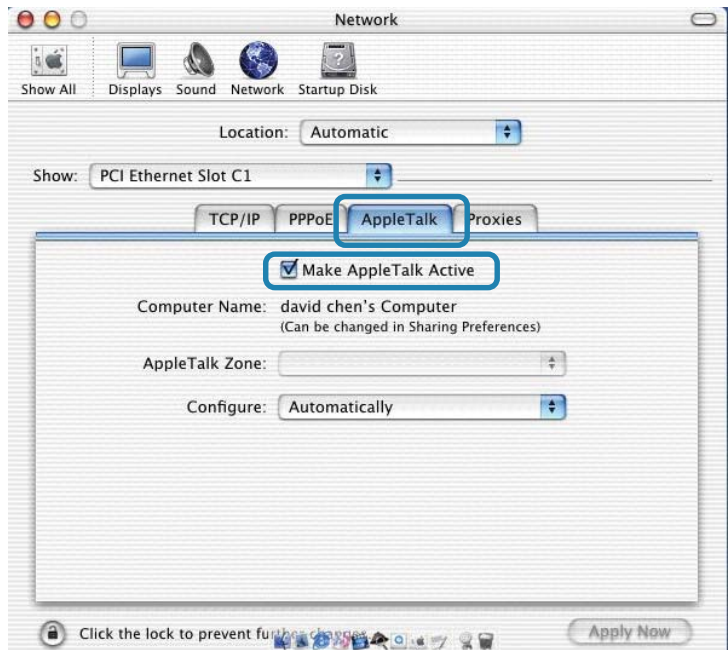 Network
Show All Displays Sound Network Startup Disk
Location: Automatic
Show: PCI Ethernet Slot C1
TCP/IP PPPoE AppleTalk Proxies
Make AppleTalk Active
Computer Name: david chen's Computer
(Can be changed in Sharing Preferences)
AppleTalk Zone:
Configure: Automatically
Click the lock to prevent further changes. Apply Now